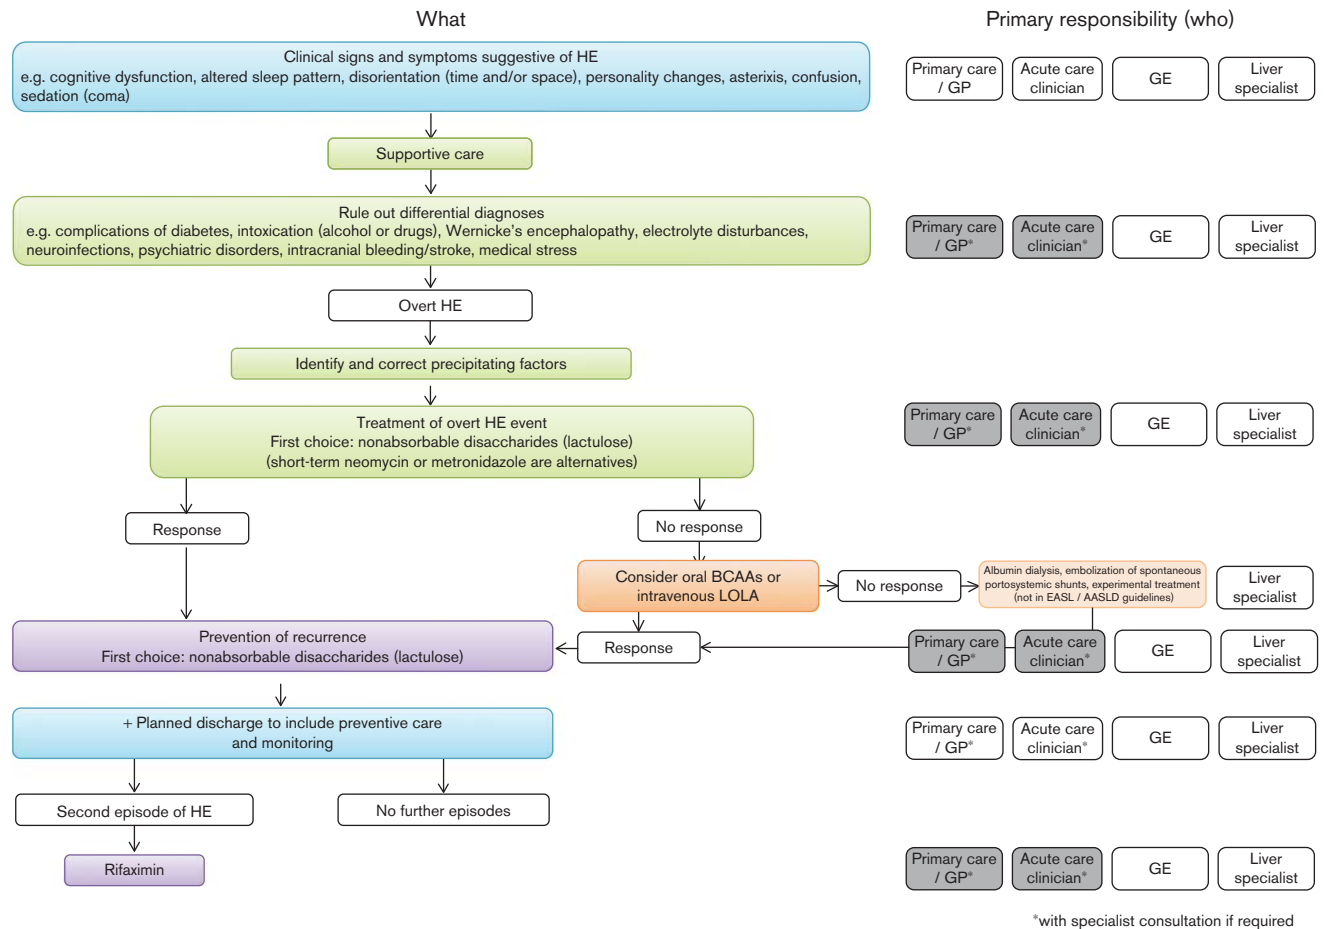 What
Primary responsibility (who)
Clinical signs and symptoms suggestive of HE
e.g. cognitive dysfunction, altered sleep pattern, disorientation (time and/or space), personality changes, asterixis, confusion,
sedation (coma)
Primary care
/ GP
Acute care
clinician
GE
Liver
specialist
Supportive care
Rule out differential diagnoses
e.g. complications of diabetes, intoxication (alcohol or drugs), Wernicke's encephalopathy, electrolyte disturbances,
neuroinfections, psychiatric disorders, intracranial bleeding/stroke, medical stress
Primary care
/ GP*
Acute care
clinician*
GE
Liver
specialist
Overt HE
Identify and correct precipitating factors
Treatment of overt HE event
First choice: nonabsorbable disaccharides (lactulose)
(short-term neomycin or metronidazole are alternatives)
Primary care
/ GP*
Acute care
clinician*
GE
Liver
specialist
Response
No response
Consider oral BCAAs or
intravenous LOLA
No response
Albumin dialysis, embolization of spontaneous
portosystemic shunts, experimental treatment
(not in EASL / AASLD guidelines)
Liver
specialist
Prevention of recurrence
First choice: nonabsorbable disaccharides (lactulose)
Response
Primary care
/ GP*
Acute care
clinician*
GE
Liver
specialist
+ Planned discharge to include preventive care
and monitoring
Primary care
/ GP*
Acute care
clinician*
GE
Liver
specialist
Second episode of HE
No further episodes
Rifaximin
Primary care
/ GP*
Acute care
clinician*
GE
Liver
specialist
*with specialist consultation if required